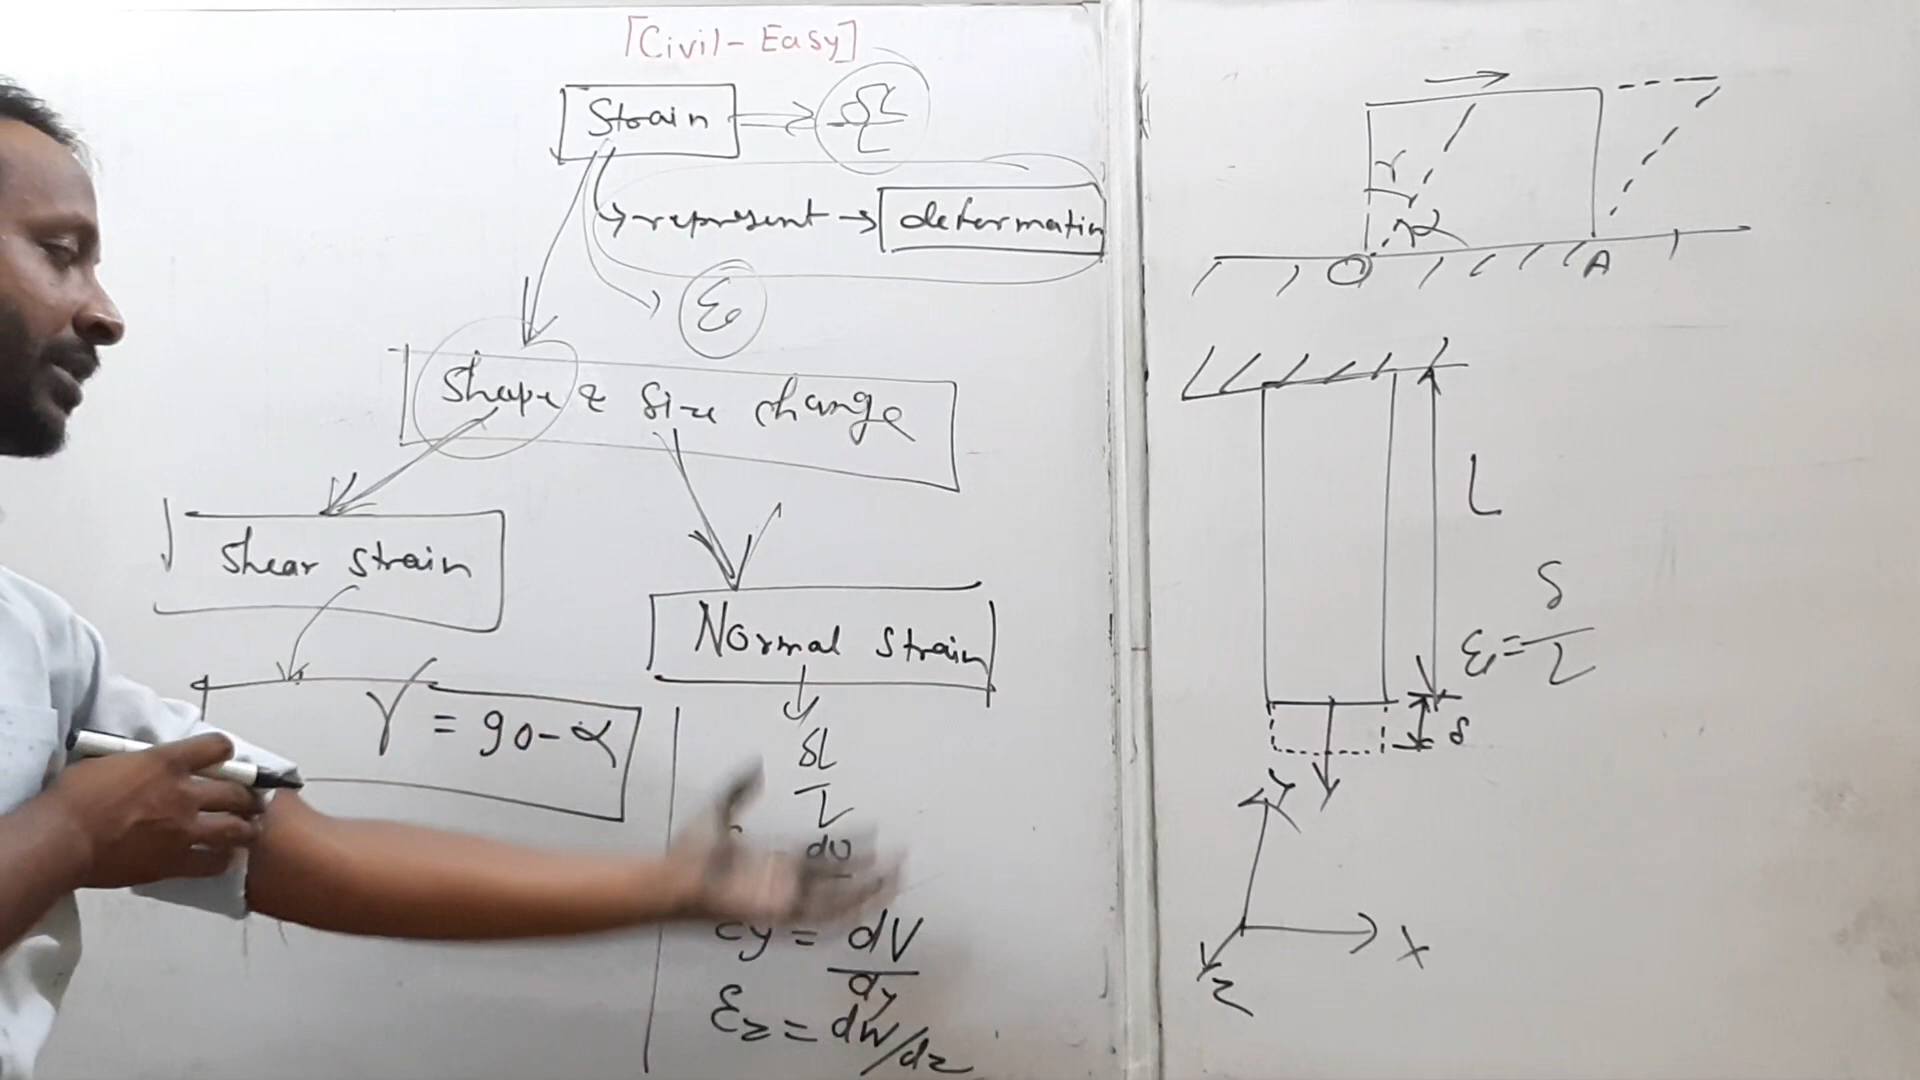 [Civil-Easy]
Strain ⇒ δL/L
↳ represent → deformatin
→ ε
Shape & Size change
Shear strain
Normal strain
γ = 90-α
δL
L
du
εy = dV
dy
εz = dw/dz
γ
α
O
A
L
ε = δ/L
δ
Y
X
Z